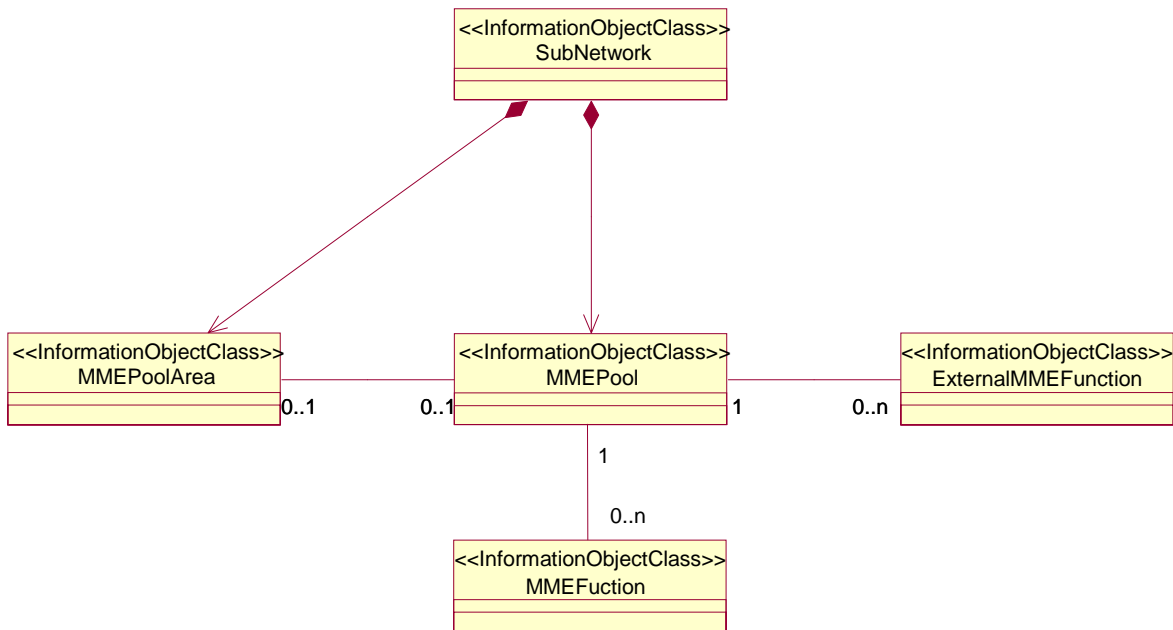 <<InformationObjectClass>>
SubNetwork
<<InformationObjectClass>>
MMEPoolArea
<<InformationObjectClass>>
MMEPool
<<InformationObjectClass>>
ExternalMMEFunction
0..1
0..1
1
0..n
1
0..n
<<InformationObjectClass>>
MMEFuction